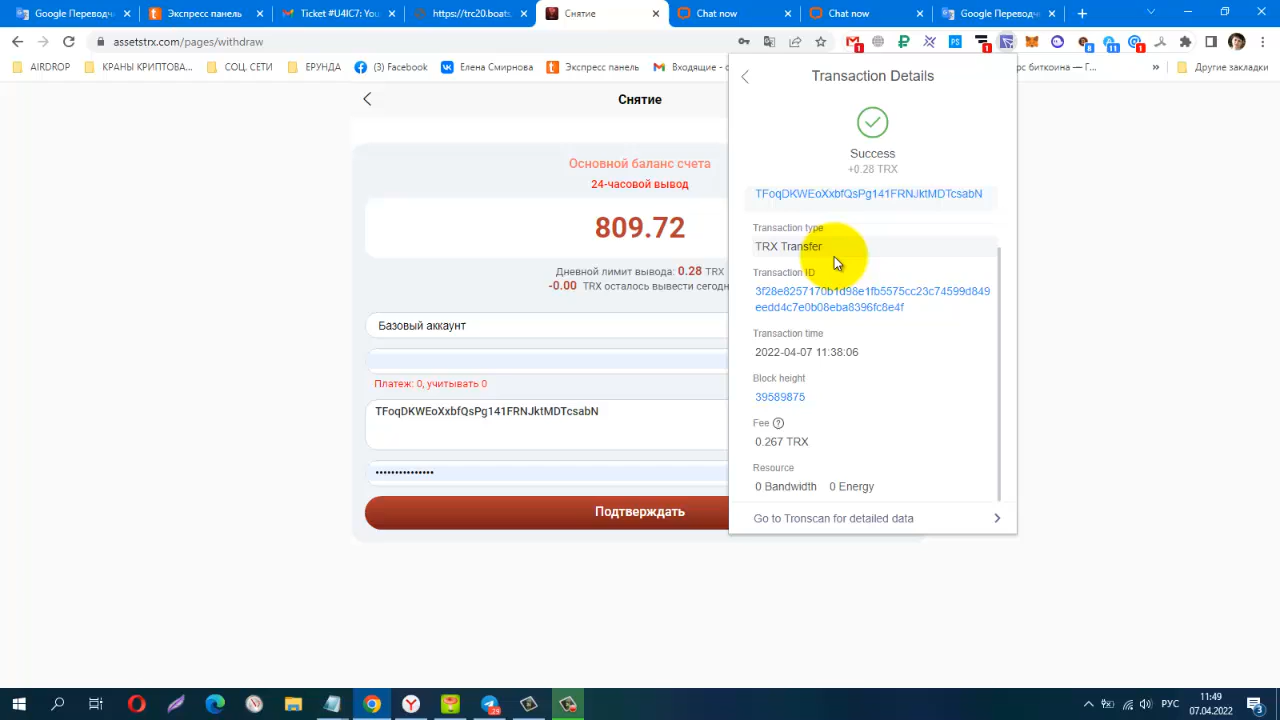 Google Переводч
Экспресс панель
Ticket #U4IC7: You
https://trc20.boats
Снятие
Chat now
Chat now
Google Переводч
assetstrx.com/pages/withdraw
AIRDROP
КРАНЫ КРИПТОВА...
СОЦ. СЕТИ
ЕРУНДА
(3) Facebook
Елена Смирнова
Экспресс панель
Входящие -
рс биткоина — Г...
»
Другие закладки
Снятие
Основной баланс счета
24-часовой вывод
809.72
Дневной лимит вывода: 0.28 TRX
-0.00 TRX осталось вывести сегодн
Базовый аккаунт
Платеж: 0, учитывать 0
TFoqDKWEoXxbfQsPg141FRNJktMDTcsabN
•••••••••••••••
Подтверждать
Transaction Details
Success
+0.28 TRX
TFoqDKWEoXxbfQsPg141FRNJktMDTcsabN
Transaction type
TRX Transfer
Transaction ID
3f28e8257170b1d98e1fb5575cc23c74599d849
eedd4c7e0b08eba8396fc8e4f
Transaction time
2022-04-07 11:38:06
Block height
39589875
Fee ?
0.267 TRX
Resource
0 Bandwidth 0 Energy
Go to Tronscan for detailed data
РУС
11:49
07.04.2022